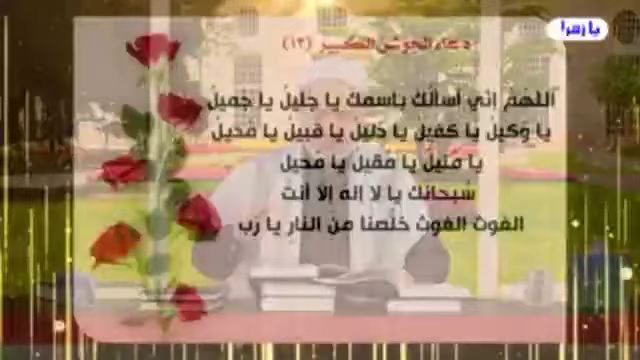 يا زهرا
دعاء الجوشن الكبير (١٣)
اللهم إني أسألك باسمك يا جليل يا جميل
يا وكيل يا كفيل يا دليل يا قبيل يا مديل
يا منيل يا مقيل يا محيل
سبحانك يا لا إله إلا أنت
الغوث الغوث خلصنا من النار يا رب